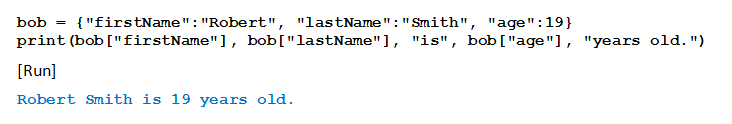 bob = {"firstName":"Robert", "lastName":"Smith", "age":19}
print(bob["firstName"], bob["lastName"], "is", bob["age"], "years old.")
[Run]
Robert Smith is 19 years old.